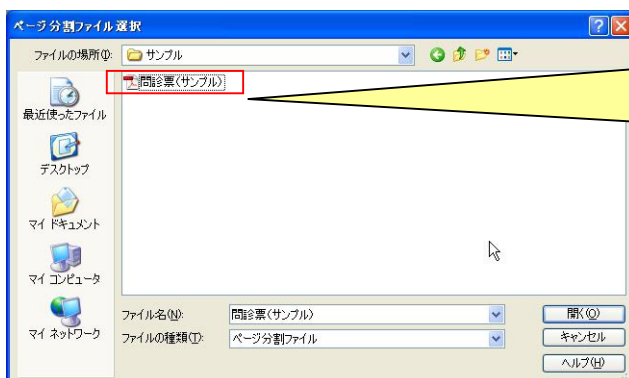 ページ分割ファイル選択
ファイルの場所(I):
サンプル
問診票(サンプル)
最近使ったファイル
デスクトップ
マイ ドキュメント
マイ コンピュータ
マイ ネットワーク
ファイル名(N):
問診票(サンプル)
開く(O)
ファイルの種類(T):
ページ分割ファイル
キャンセル
ヘルプ(H)